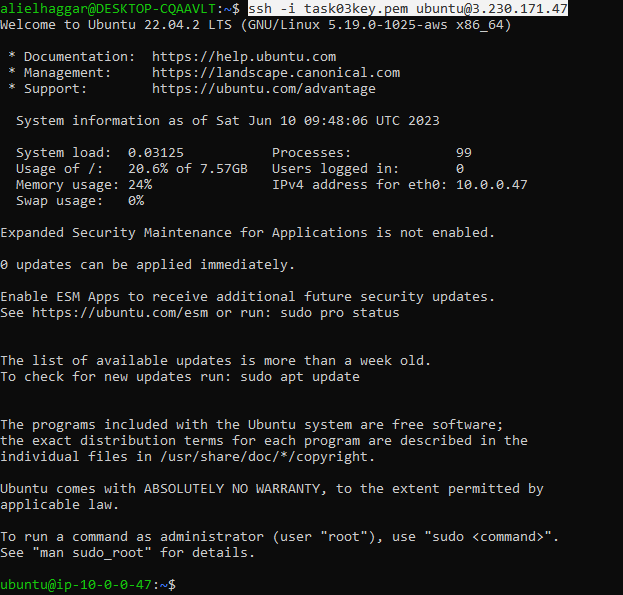 alielhaggar@DESKTOP-CQAAVLT:~$ ssh -i task03key.pem ubuntu@3.230.171.47
Welcome to Ubuntu 22.04.2 LTS (GNU/Linux 5.19.0-1025-aws x86_64)
* Documentation:  https://help.ubuntu.com
* Management:     https://landscape.canonical.com
* Support:        https://ubuntu.com/advantage
System information as of Sat Jun 10 09:48:06 UTC 2023
System load:  0.03125           Processes:             99
Usage of /:   20.6% of 7.57GB   Users logged in:       0
Memory usage: 24%               IPv4 address for eth0: 10.0.0.47
Swap usage:   0%
Expanded Security Maintenance for Applications is not enabled.
0 updates can be applied immediately.
Enable ESM Apps to receive additional future security updates.
See https://ubuntu.com/esm or run: sudo pro status
The list of available updates is more than a week old.
To check for new updates run: sudo apt update
The programs included with the Ubuntu system are free software;
the exact distribution terms for each program are described in the
individual files in /usr/share/doc/*/copyright.
Ubuntu comes with ABSOLUTELY NO WARRANTY, to the extent permitted by
applicable law.
To run a command as administrator (user "root"), use "sudo <command>".
See "man sudo_root" for details.
ubuntu@ip-10-0-0-47:~$